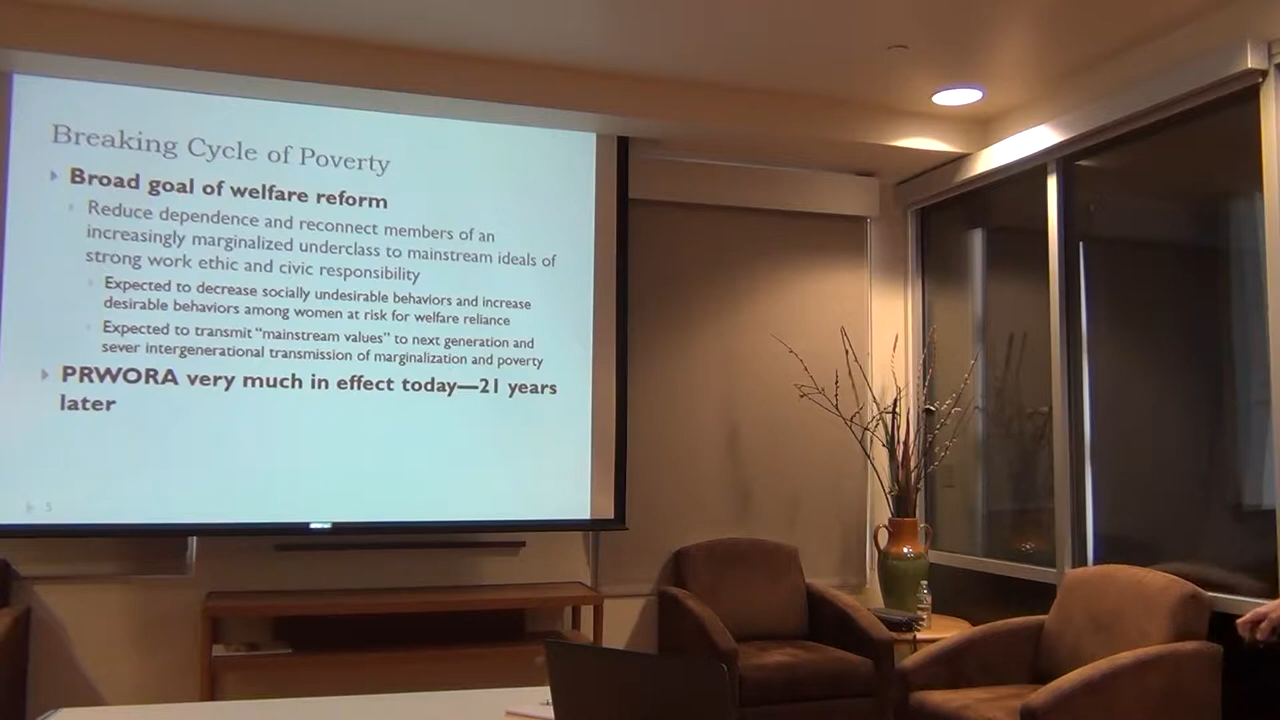 Breaking Cycle of Poverty
Broad goal of welfare reform
Reduce dependence and reconnect members of an
increasingly marginalized underclass to mainstream ideals of
strong work ethic and civic responsibility
Expected to decrease socially undesirable behaviors and increase
desirable behaviors among women at risk for welfare reliance
Expected to transmit “mainstream values” to next generation and
sever intergenerational transmission of marginalization and poverty
PRWORA very much in effect today—21 years
later
5